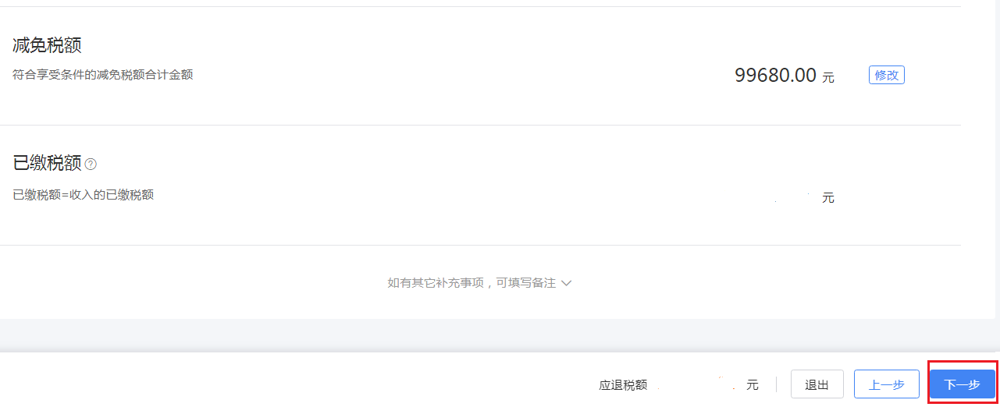 减免税额
符合享受条件的减免税额合计金额
99680.00 元
修改
已缴税额
已缴税额=收入的已缴税额
元
如有其它补充事项，可填写备注
应退税额 元
退出
上一步
下一步